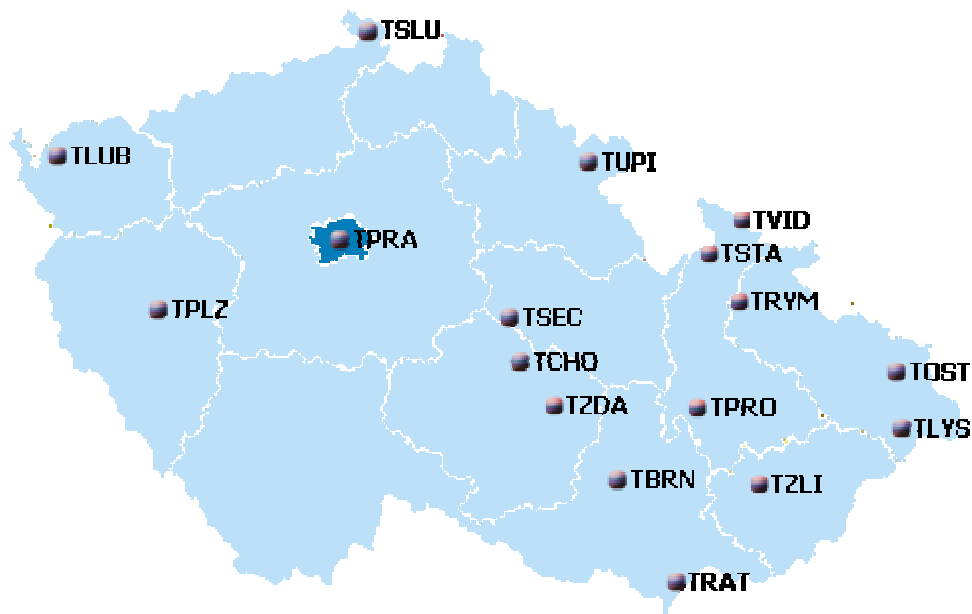 TSLU
TLUB
TUPI
TVID
TPRA
TSTA
TRYM
TPLZ
TSEC
TCHO
TOST
TZDA
TPRO
TLYS
TBRN
TZLI
TRAT